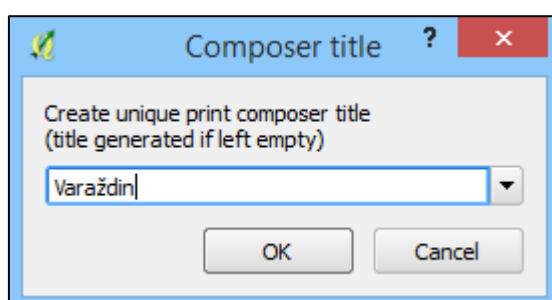 Composer title ? ×
Create unique print composer title
(title generated if left empty)
Varaždin
OK Cancel